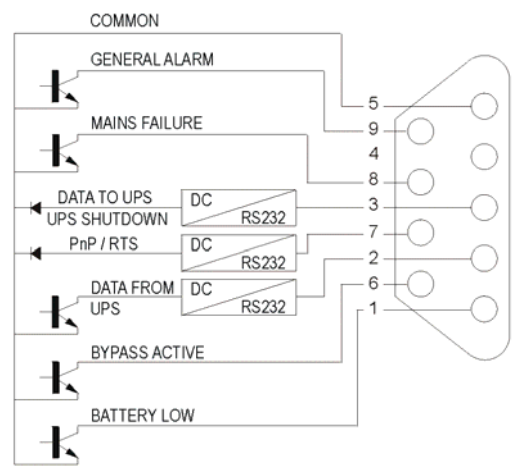 COMMON
GENERAL ALARM
5
9
MAINS FAILURE
4
8
DATA TO UPS
UPS SHUTDOWN
DC
RS232
3
PnP / RTS
DC
RS232
7
DATA FROM
UPS
DC
RS232
2
6
BYPASS ACTIVE
1
BATTERY LOW